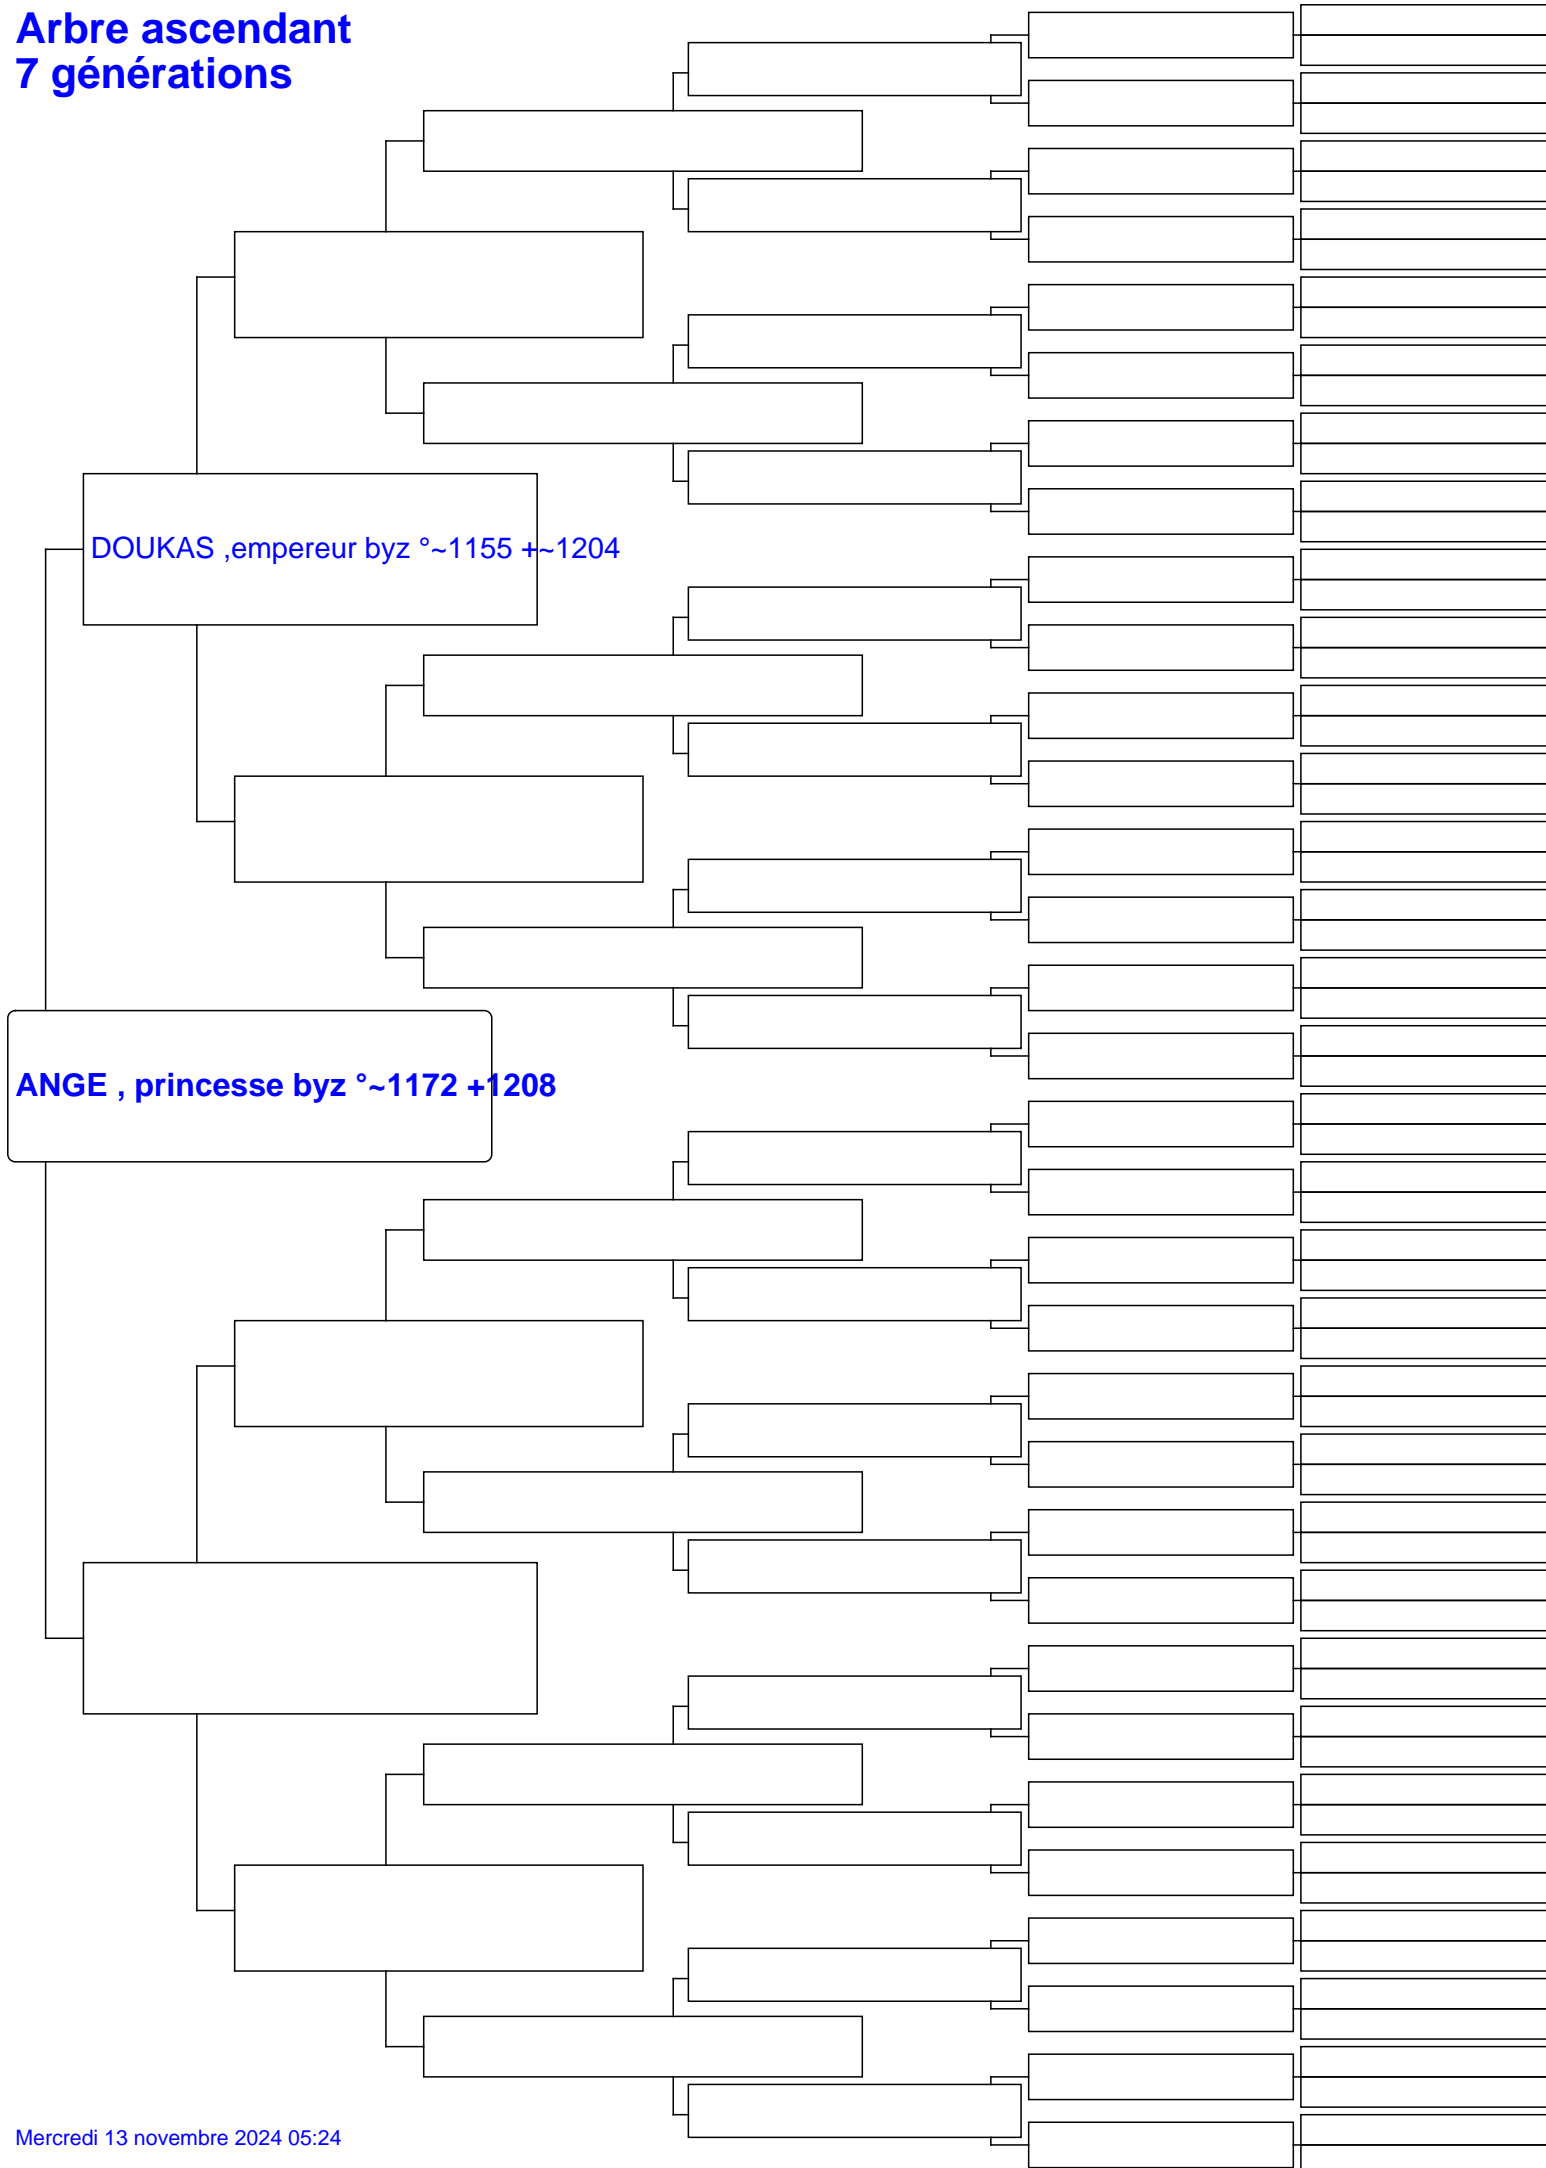 Arbre ascendant
7 générations
DOUKAS ,empereur byz °~1155 +~1204
ANGE , princesse byz °~1172 +1208
Mercredi 13 novembre 2024 05:24